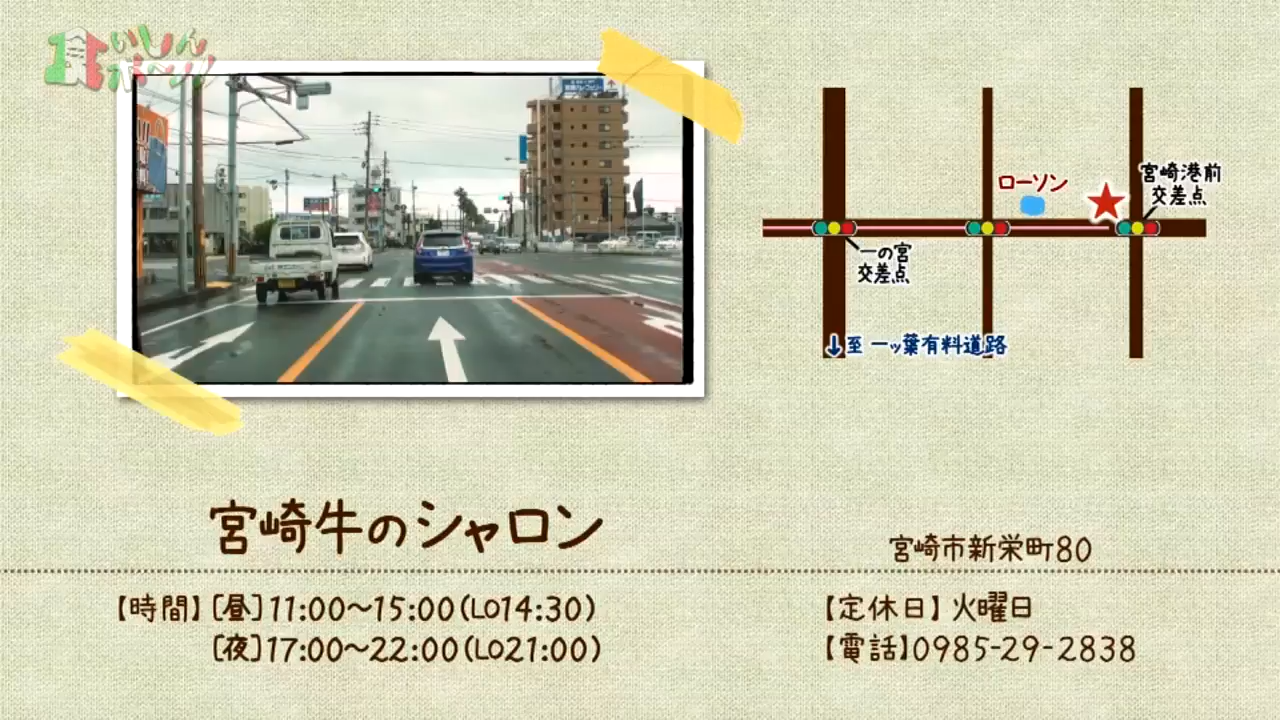 いしん
ローソン
宮崎港前
交差点
一の宮
交差点
↓至 一ッ葉有料道路
宮崎牛のシャロン
宮崎市新栄町80
【時間】[昼]11:00～15:00(LO14:30)
[夜]17:00～22:00(LO21:00)
【定休日】火曜日
【電話】0985-29-2838